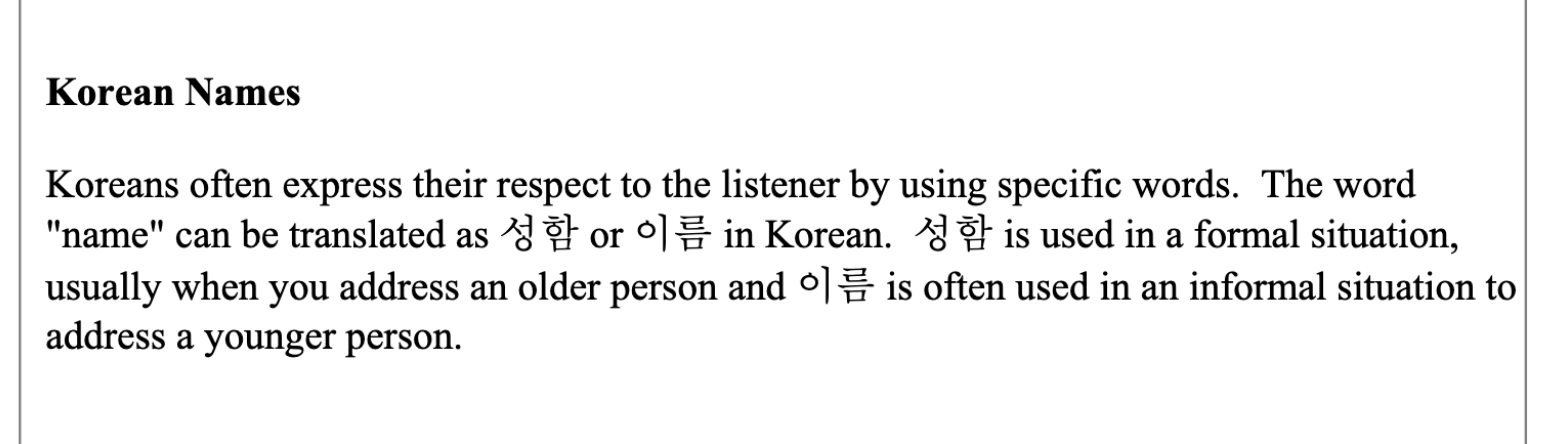 Korean Names
Koreans often express their respect to the listener by using specific words.  The word
"name" can be translated as 성함 or 이름 in Korean.  성함 is used in a formal situation,
usually when you address an older person and 이름 is often used in an informal situation to
address a younger person.